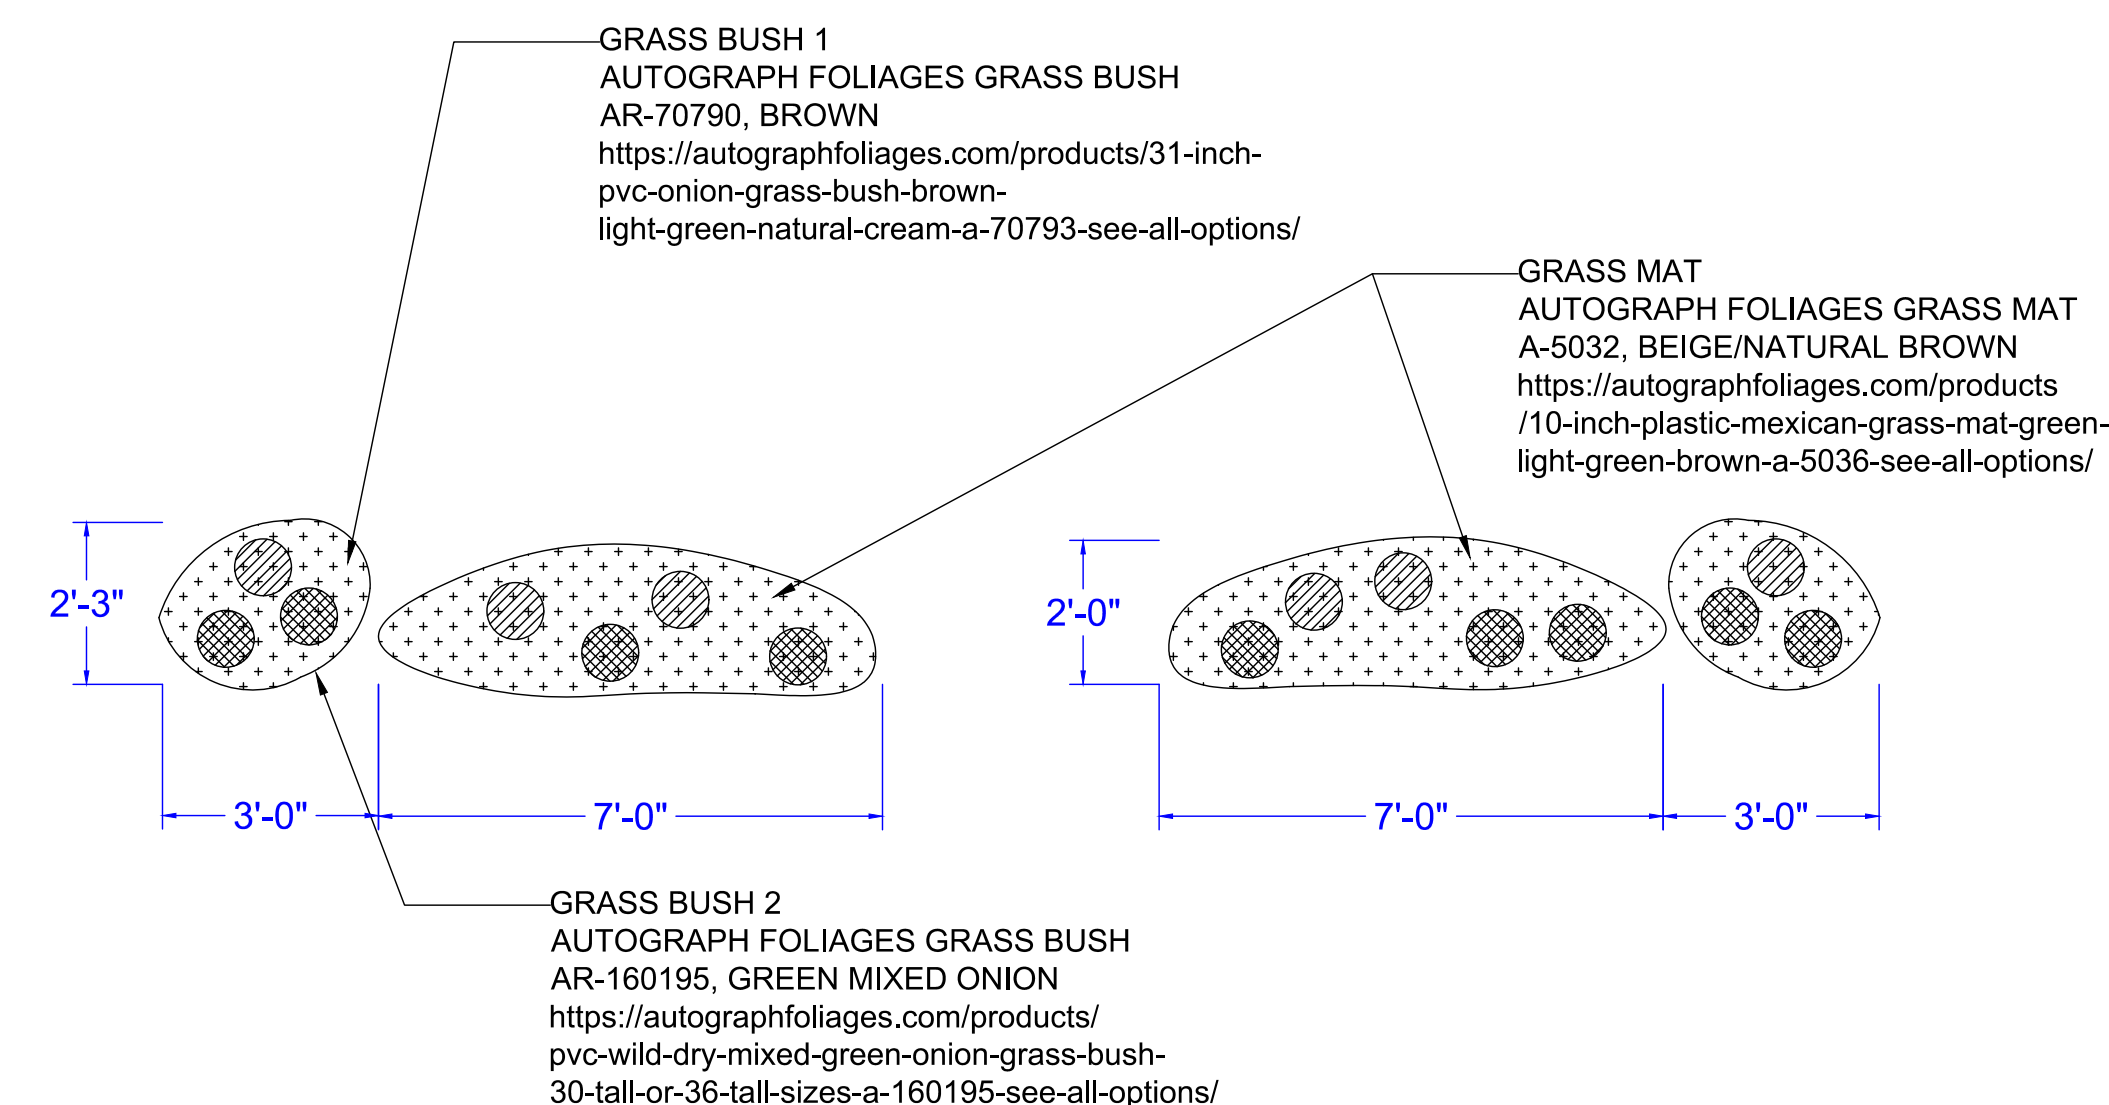 GRASS BUSH 1
AUTOGRAPH FOLIAGES GRASS BUSH
AR-70790, BROWN
https://autographfoliages.com/products/31-inch-
pvc-onion-grass-bush-brown-
light-green-natural-cream-a-70793-see-all-options/
GRASS MAT
AUTOGRAPH FOLIAGES GRASS MAT
A-5032, BEIGE/NATURAL BROWN
https://autographfoliages.com/products
/10-inch-plastic-mexican-grass-mat-green-
light-green-brown-a-5036-see-all-options/
2'-3"
2'-0"
3'-0"
7'-0"
7'-0"
3'-0"
GRASS BUSH 2
AUTOGRAPH FOLIAGES GRASS BUSH
AR-160195, GREEN MIXED ONION
https://autographfoliages.com/products/
pvc-wild-dry-mixed-green-onion-grass-bush-
30-tall-or-36-tall-sizes-a-160195-see-all-options/